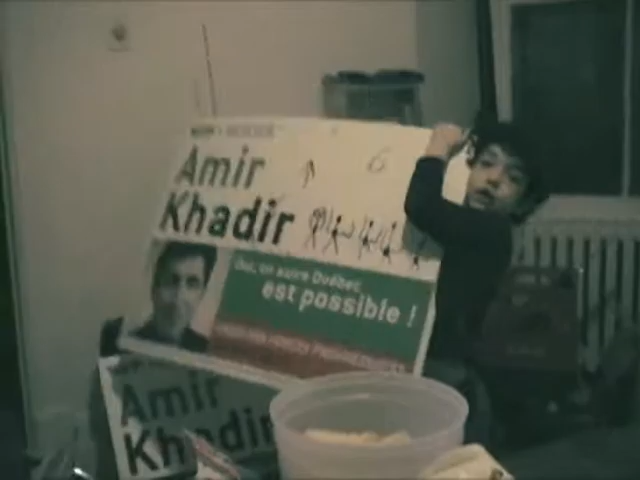 Amir
Khadir
Oui, un autre Québec
est possible !
Amir
Khadir